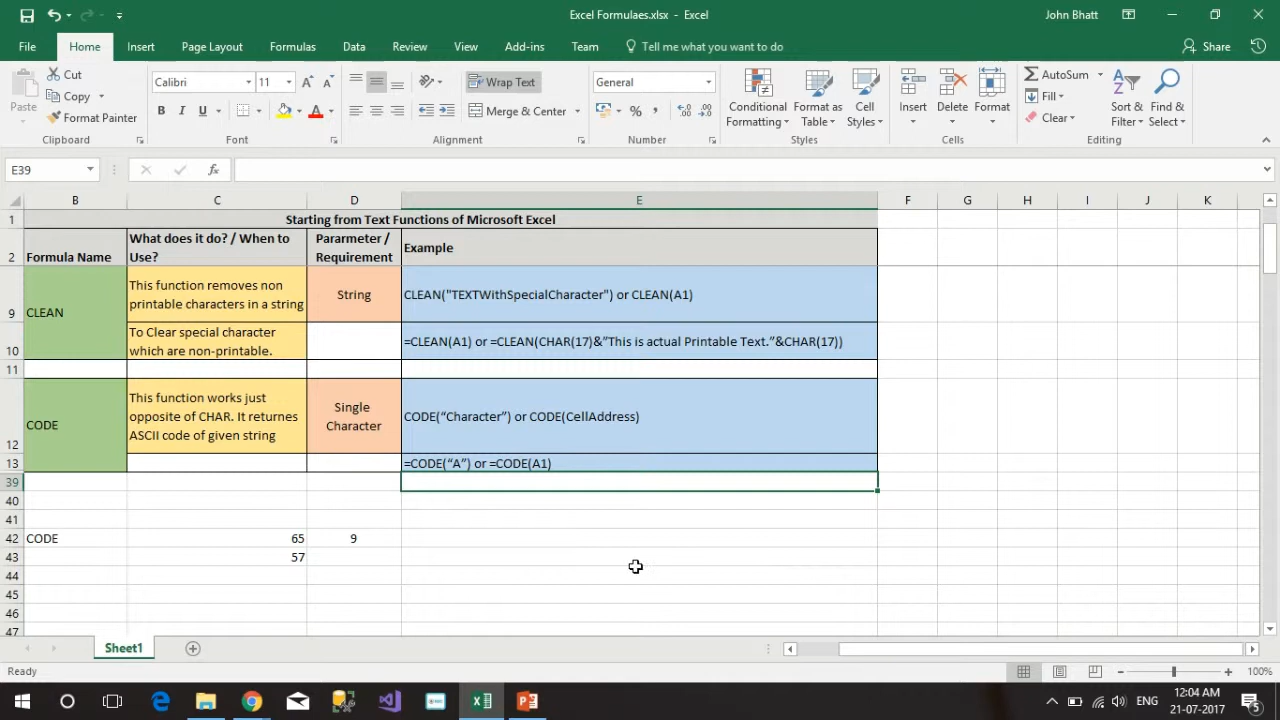 Excel Formulaes.xlsx - Excel
John Bhatt
File Home Insert Page Layout Formulas Data Review View Add-ins Team Tell me what you want to do Share
Paste Cut Copy Format Painter
Calibri 11
B I U A
Wrap Text
Merge & Center
General
% ,
Conditional Formatting
Format as Table
Cell Styles
Insert Delete Format
AutoSum
Fill
Clear
Sort & Filter
Find & Select
Clipboard Font Alignment Number Styles Cells Editing
E39 fx
B C D E F G H I J K
1 Starting from Text Functions of Microsoft Excel
2 Formula Name What does it do? / When to Use? Pararmeter / Requirement Example
9 CLEAN This function removes non printable characters in a string String CLEAN("TEXTWithSpecialCharacter") or CLEAN(A1)
10 To Clear special character which are non-printable. =CLEAN(A1) or =CLEAN(CHAR(17)&”This is actual Printable Text.”&CHAR(17))
11
12 CODE This function works just opposite of CHAR. It returnes ASCII code of given string Single Character CODE(“Character”) or CODE(CellAddress)
13 =CODE(“A”) or =CODE(A1)
39
40
41
42 CODE 65 9
43 57
44
45
46
47
Sheet1
Ready 100%
ENG
12:04 AM
21-07-2017
5